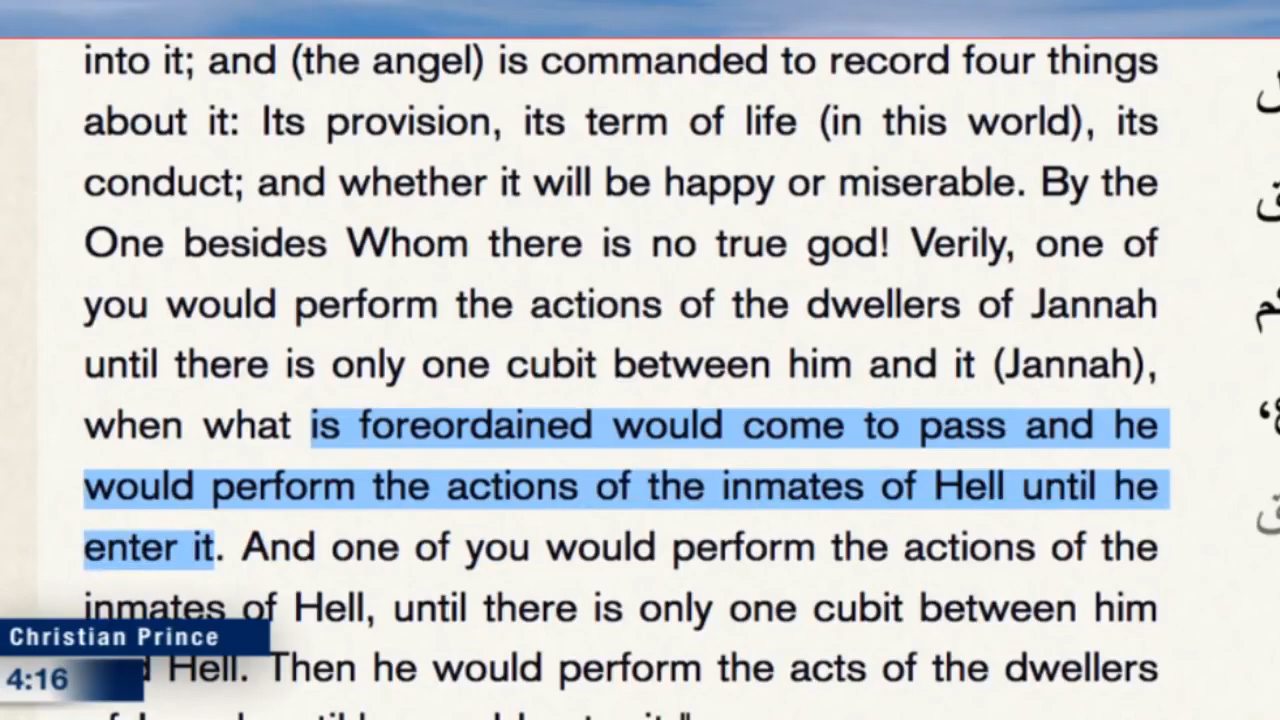 into it; and (the angel) is commanded to record four things
about it: Its provision, its term of life (in this world), its
conduct; and whether it will be happy or miserable. By the
One besides Whom there is no true god! Verily, one of
you would perform the actions of the dwellers of Jannah
until there is only one cubit between him and it (Jannah),
when what is foreordained would come to pass and he
would perform the actions of the inmates of Hell until he
enter it. And one of you would perform the actions of the
inmates of Hell, until there is only one cubit between him
Hell. Then he would perform the acts of the dwellers
Christian Prince
4:16